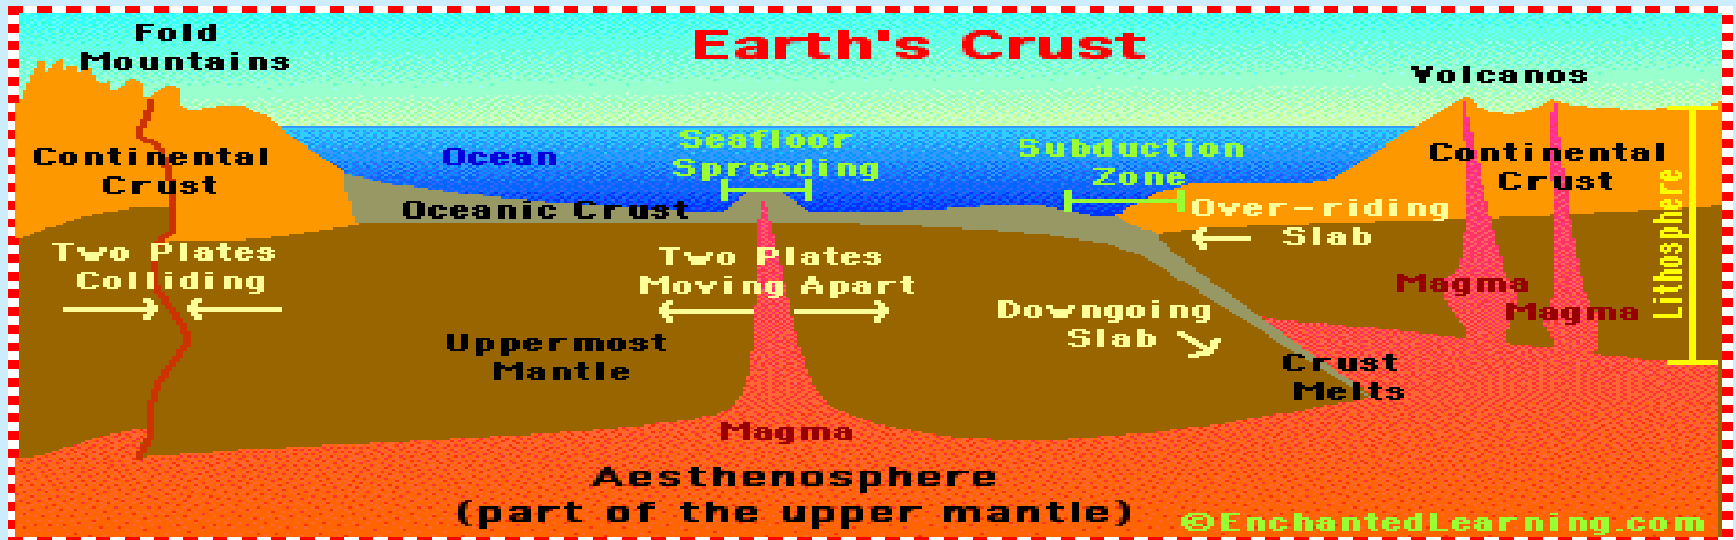 Earth's Crust
Fold
Mountains
Volcanos
Seafloor
Spreading
Subduction
Zone
Ocean
Continental
Crust
Continental
Crust
Oceanic Crust
Over-riding
Slab
Lithosphere
Two Plates
Colliding
Two Plates
Moving Apart
Downgoing
Slab
Magma
Magma
Uppermost
Mantle
Crust
Melts
Magma
Aesthenosphere
(part of the upper mantle)
©EnchantedLearning.com